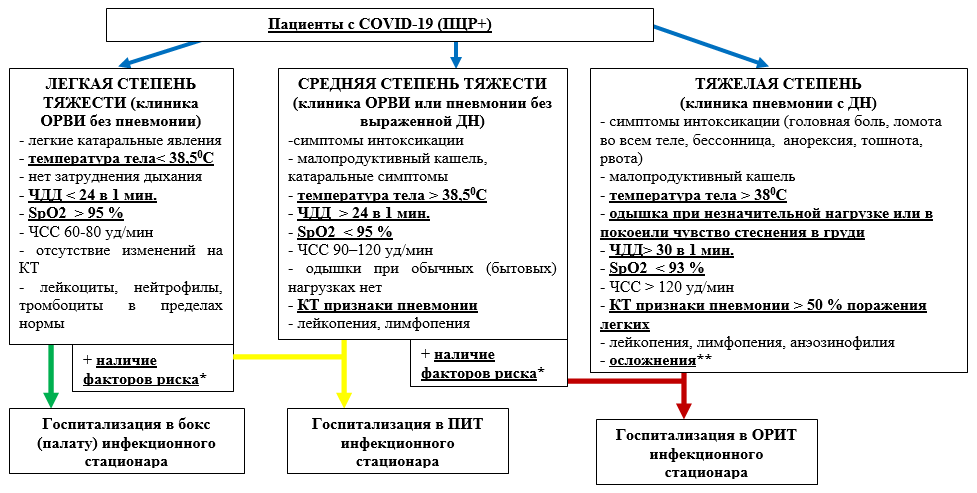 Пациенты с COVID-19 (ПЦР+)
ЛЕГКАЯ СТЕПЕНЬ
ТЯЖЕСТИ (клиника
ОРВИ без пневмонии)
- легкие катаральные явления
- температура тела< 38,5⁰С
- нет затруднения дыхания
- ЧДД < 24 в 1 мин.
- SpO2 > 95 %
- ЧСС 60-80 уд/мин
- отсутствие изменений на
КТ
- лейкоциты, нейтрофилы,
тромбоциты в пределах
нормы
+ наличие
факторов риска*
Госпитализация в бокс
(палату) инфекционного
стационара
СРЕДНЯЯ СТЕПЕНЬ ТЯЖЕСТИ
(клиника ОРВИ или пневмонии без
выраженной ДН)
-симптомы интоксикации
- малопродуктивный кашель,
катаральные симптомы
- температура тела > 38,5⁰С
- ЧДД > 24 в 1 мин.
- SpO2 < 95 %
- ЧСС 90–120 уд/мин
- одышки при обычных (бытовых)
нагрузках нет
- КТ признаки пневмонии
- лейкопения, лимфопения
+ наличие
факторов риска*
Госпитализация в ПИТ
инфекционного
стационара
ТЯЖЕЛАЯ СТЕПЕНЬ
(клиника пневмонии с ДН)
- симптомы интоксикации (головная боль, ломота
во всем теле, бессонница, анорексия, тошнота,
рвота)
- малопродуктивный кашель
- температура тела > 38⁰С
- одышка при незначительной нагрузке или в
покоеили чувство стеснения в груди
- ЧДД> 30 в 1 мин.
- SpO2 < 93 %
- ЧСС > 120 уд/мин
- КТ признаки пневмонии > 50 % поражения
легких
- лейкопения, лимфопения, анэозинофилия
- осложнения**
Госпитализация в ОРИТ
инфекционного
стационара